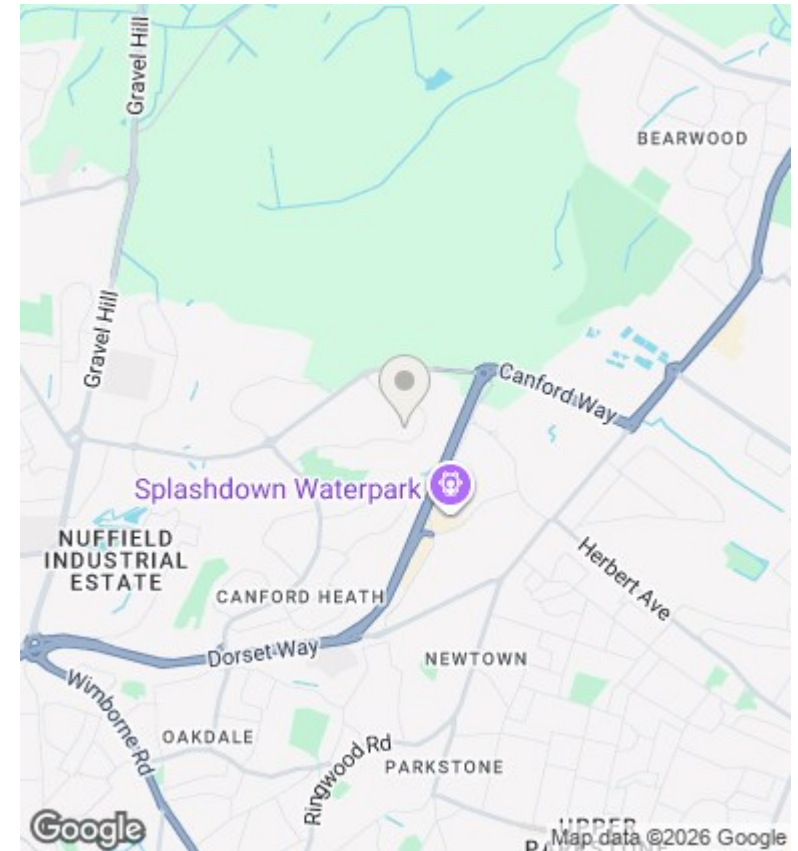 Gravel Hill
BEARWOOD
Gravel Hill
Canford Way
Splashdown Waterpark
NUFFIELD
INDUSTRIAL
ESTATE
Herbert Ave
CANFORD HEATH
Dorset Way
NEWTOWN
Wimborne Rd
OAKDALE
Ringwood Rd
PARKSTONE
UPPER
Google
Map data ©2026 Google